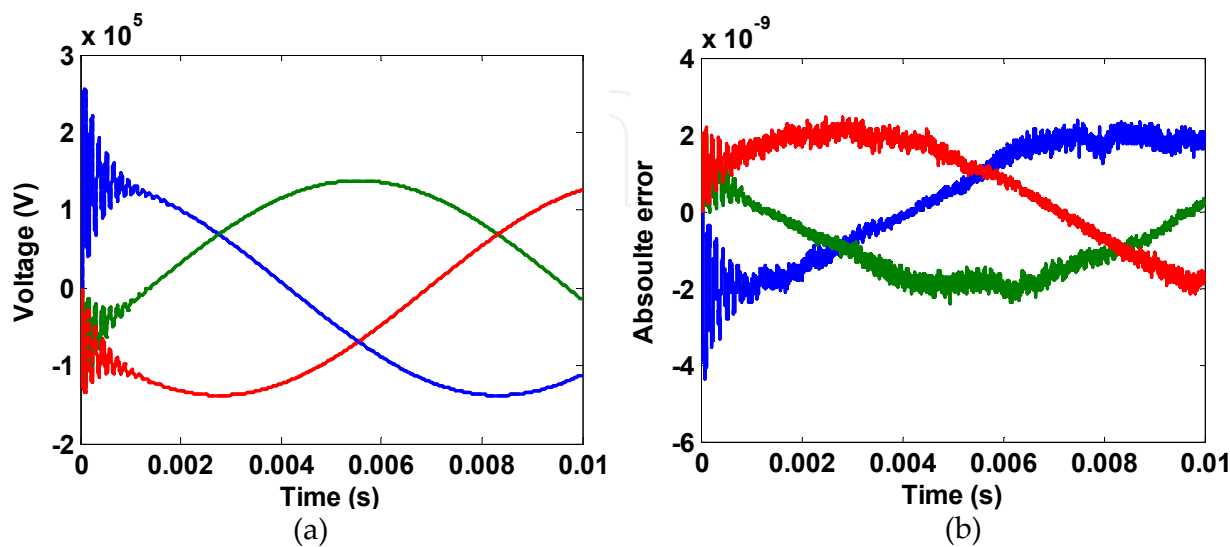 x 10^5
3
2
1
0
-1
-2
Voltage (V)
0 0.002 0.004 0.006 0.008 0.01
Time (s)
(a)
x 10^-9
4
2
0
-2
-4
-6
Absoulte error
0 0.002 0.004 0.006 0.008 0.01
Time (s)
(b)